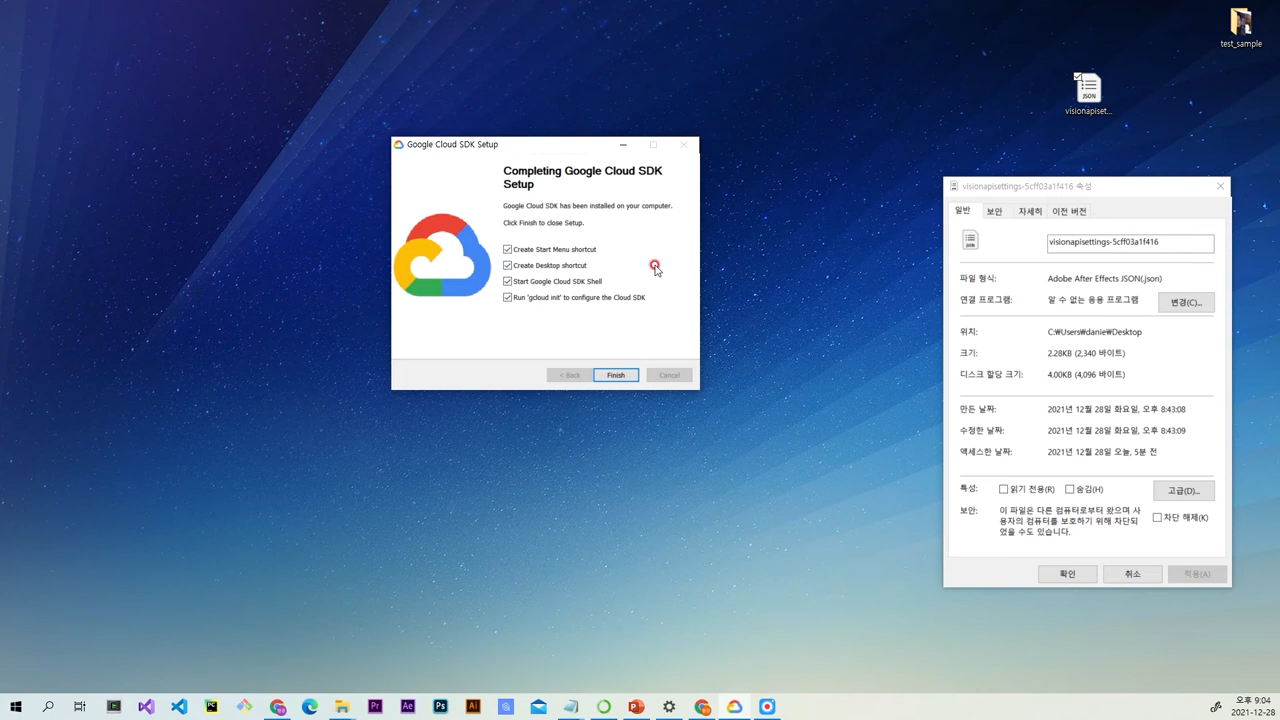 test_sample
JSON
visionapiset...
Google Cloud SDK Setup
Completing Google Cloud SDK
Setup
Google Cloud SDK has been installed on your computer.
Click Finish to close Setup.
Create Start Menu shortcut
Create Desktop shortcut
Start Google Cloud SDK Shell
Run 'gcloud init' to configure the Cloud SDK
< Back Finish Cancel
visionapisettings-5cff03a1f416 속성
일반 보안 자세히 이전 버전
visionapisettings-5cff03a1f416
파일 형식: Adobe After Effects JSON(.json)
연결 프로그램: 알 수 없는 응용 프로그램 변경(C)...
위치: C:₩Users₩danie₩Desktop
크기: 2.28KB (2,340 바이트)
디스크 할당 크기: 4.00KB (4,096 바이트)
만든 날짜: 2021년 12월 28일 화요일, 오후 8:43:08
수정한 날짜: 2021년 12월 28일 화요일, 오후 8:43:09
액세스한 날짜: 2021년 12월 28일 오늘, 5분 전
특성: 읽기 전용(R) 숨김(H) 고급(D)...
보안: 이 파일은 다른 컴퓨터로부터 왔으며 사
용자의 컴퓨터를 보호하기 위해 차단되
었을 수도 있습니다.
차단 해제(K)
확인 취소 적용(A)
PC Pr Ae Ps Ai
오후 9:04
2021-12-28